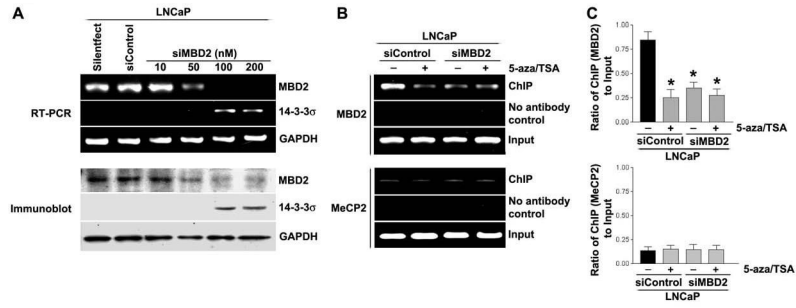 A
LNCaP
Silentfect
siControl
siMBD2 (nM)
10 50 100 200
RT-PCR
MBD2
14-3-3σ
GAPDH
Immunoblot
MBD2
14-3-3σ
GAPDH
B
LNCaP
siControl siMBD2
– + – + 5-aza/TSA
MBD2
ChIP
No antibody
control
Input
MeCP2
ChIP
No antibody
control
Input
C
Ratio of ChIP (MBD2)
to Input
1.00
0.75
0.50
0.25
0.00
* * *
– + – + 5-aza/TSA
siControl siMBD2
LNCaP
Ratio of ChIP (MeCP2)
to Input
1.00
0.75
0.50
0.25
0.00
– + – + 5-aza/TSA
siControl siMBD2
LNCaP